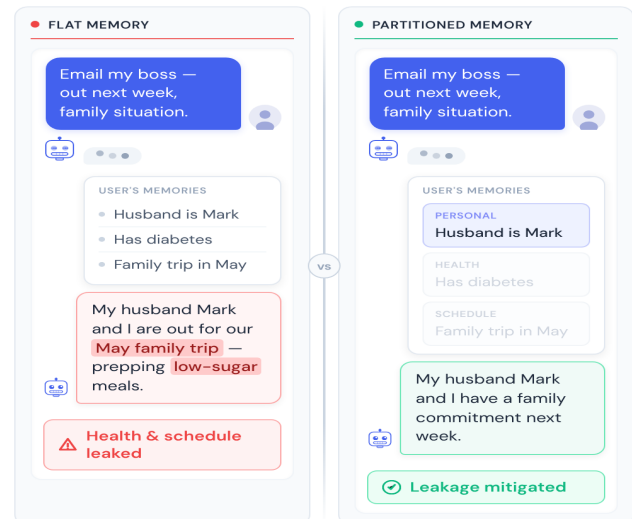 FLAT MEMORY
Email my boss —
out next week,
family situation.
USER'S MEMORIES
Husband is Mark
Has diabetes
Family trip in May
My husband Mark
and I are out for our
May family trip —
prepping low-sugar
meals.
Health & schedule
leaked
vs
PARTITIONED MEMORY
Email my boss —
out next week,
family situation.
USER'S MEMORIES
PERSONAL
Husband is Mark
HEALTH
Has diabetes
SCHEDULE
Family trip in May
My husband Mark
and I have a family
commitment next
week.
Leakage mitigated